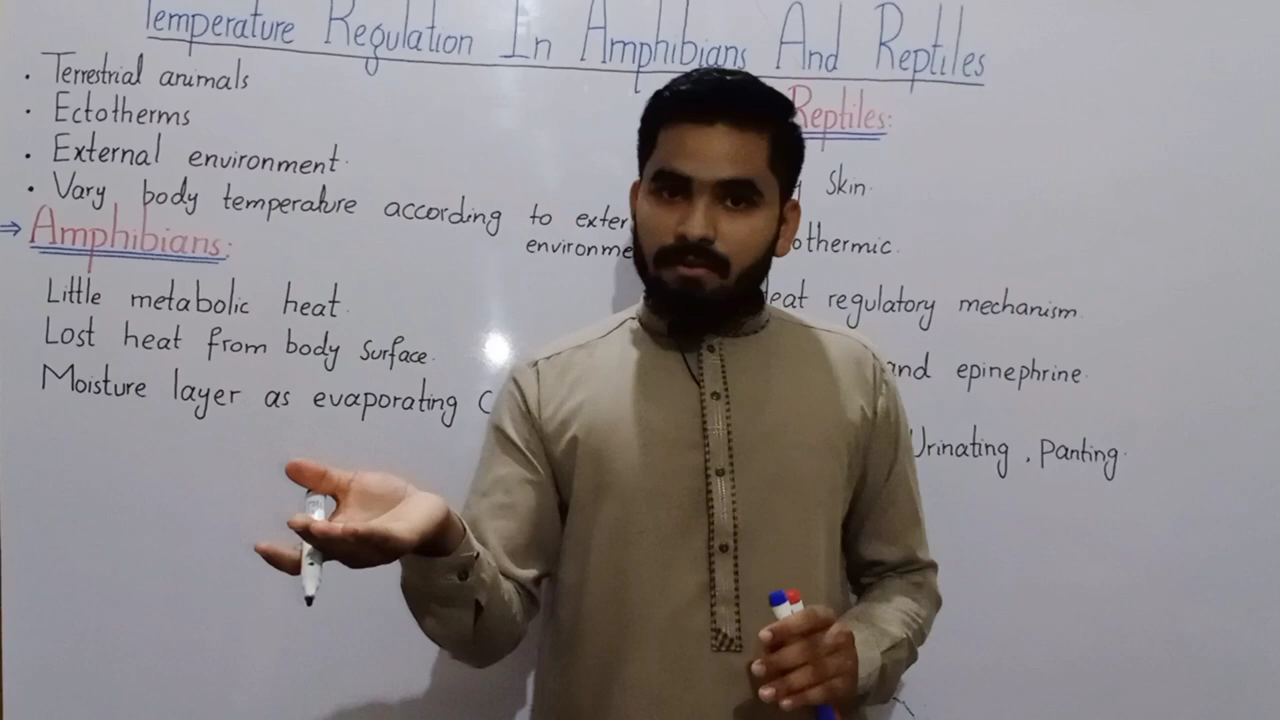 Temperature Regulation In Amphibians And Reptiles
· Terrestrial animals
· Ectotherms
· External environment.
· Vary body temperature according to exter
environme
⇒ Amphibians:
Little metabolic heat.
Lost heat from body surface.
Moisture layer as evaporating C
Reptiles:
Skin.
othermic.
eat regulatory mechanism.
and epinephrine.
Urinating, panting.